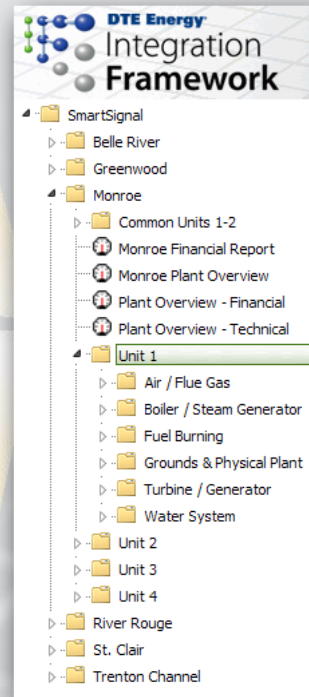 DTE Energy
Integration
Framework
SmartSignal
Belle River
Greenwood
Monroe
Common Units 1-2
Monroe Financial Report
Monroe Plant Overview
Plant Overview - Financial
Plant Overview - Technical
Unit 1
Air / Flue Gas
Boiler / Steam Generator
Fuel Burning
Grounds & Physical Plant
Turbine / Generator
Water System
Unit 2
Unit 3
Unit 4
River Rouge
St. Clair
Trenton Channel